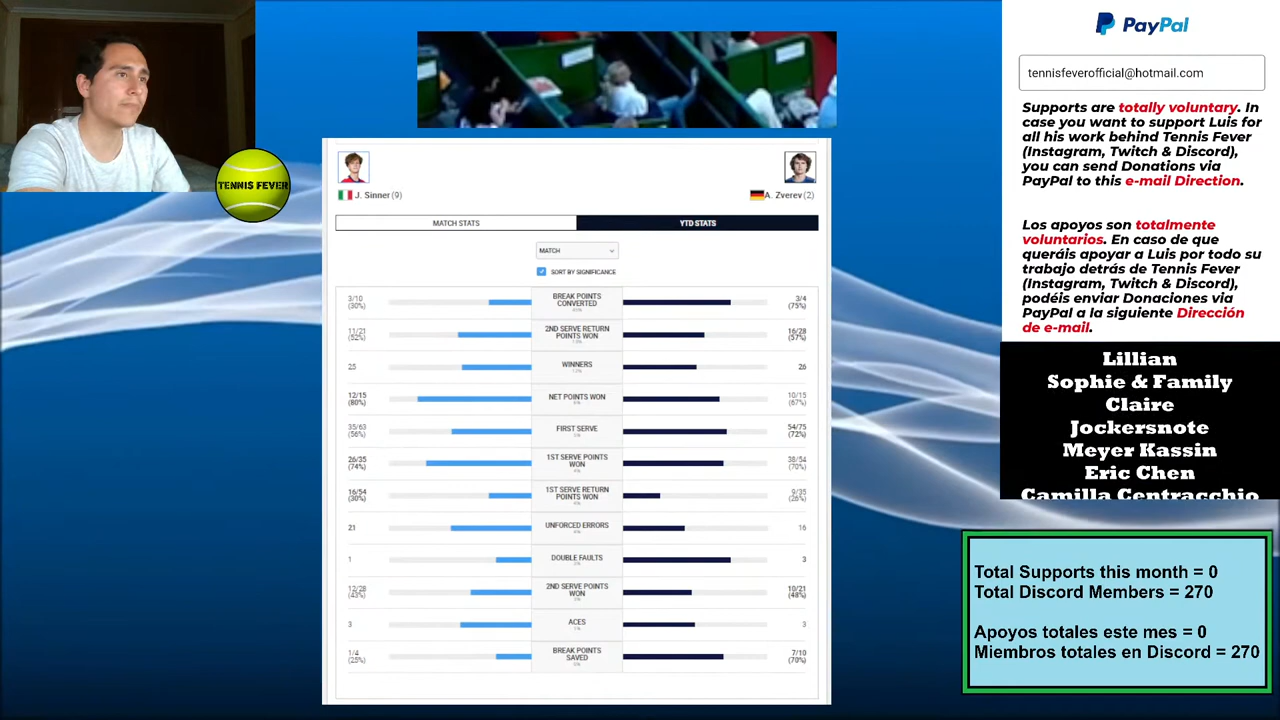 PayPal
tennisfeverofficial@hotmail.com
Supports are totally voluntary. In
case you want to support Luis for
all his work behind Tennis Fever
(Instagram, Twitch & Discord),
you can send Donations via
PayPal to this e-mail Direction.
Los apoyos son totalmente
voluntarios. En caso de que
queráis apoyar a Luis por todo su
trabajo detrás de Tennis Fever
(Instagram, Twitch & Discord),
podéis enviar Donaciones via
PayPal a la siguiente Dirección
de e-mail.
TENNIS FEVER
J. Sinner (9)
A. Zverev (2)
MATCH STATS
YTD STATS
MATCH
SORT BY SIGNIFICANCE
3/10
(30%)
BREAK POINTS
CONVERTED
3/4
(75%)
11/21
(52%)
2ND SERVE RETURN
POINTS WON
16/28
(57%)
25
WINNERS
26
12/15
(80%)
NET POINTS WON
10/15
(67%)
35/63
(56%)
FIRST SERVE
54/75
(72%)
26/35
(74%)
1ST SERVE POINTS
WON
38/54
(70%)
16/54
(30%)
1ST SERVE RETURN
POINTS WON
9/35
(26%)
21
UNFORCED ERRORS
16
1
DOUBLE FAULTS
3
12/28
(43%)
2ND SERVE POINTS
WON
10/21
(48%)
3
ACES
3
1/4
(25%)
BREAK POINTS
SAVED
7/10
(70%)
Lillian
Sophie & Family
Claire
Jockersnote
Meyer Kassin
Eric Chen
Camilla Centracchio
Total Supports this month = 0
Total Discord Members = 270
Apoyos totales este mes = 0
Miembros totales en Discord = 270